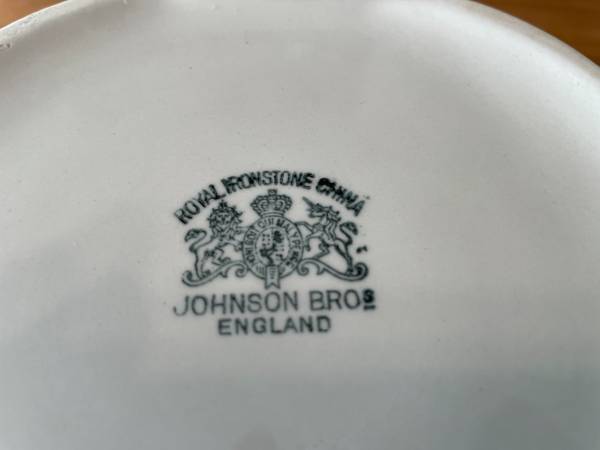 ROYAL IRONSTONE CHINA
JOHNSON BROS
ENGLAND